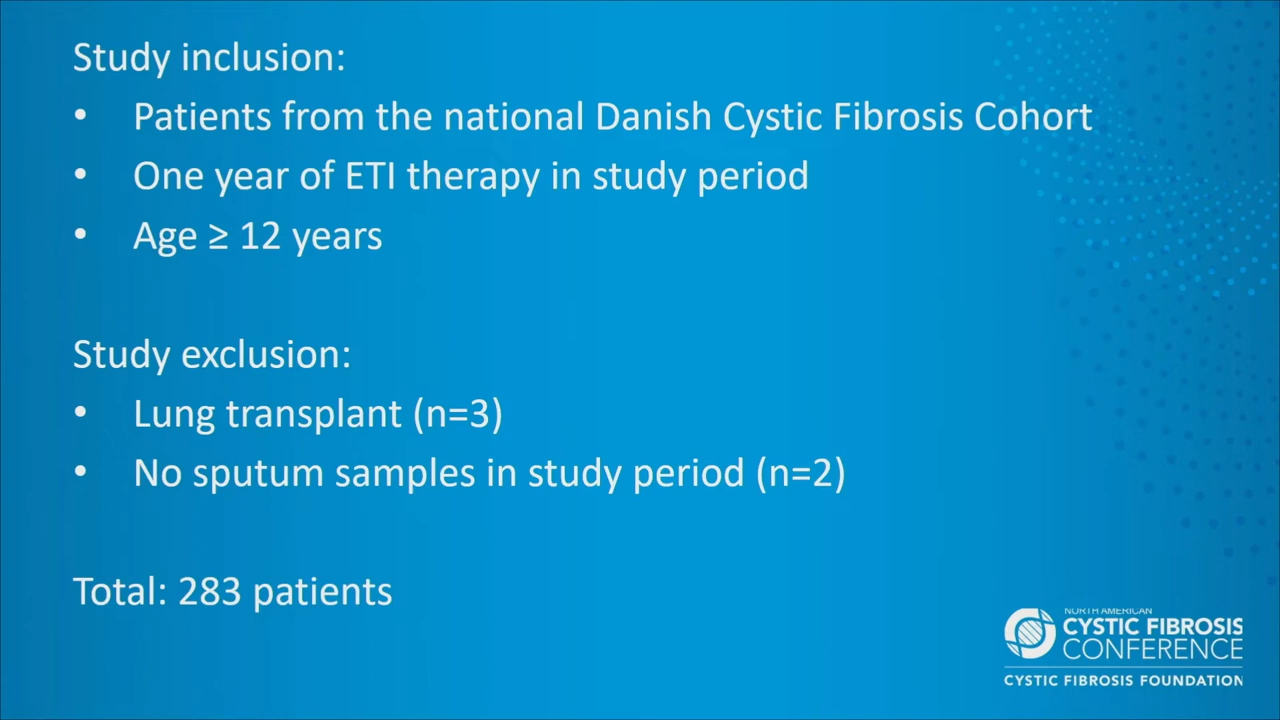 Study inclusion:
• Patients from the national Danish Cystic Fibrosis Cohort
• One year of ETI therapy in study period
• Age ≥ 12 years
Study exclusion:
• Lung transplant (n=3)
• No sputum samples in study period (n=2)
Total: 283 patients
NORTH AMERICAN
CYSTIC FIBROSIS
CONFERENCE
CYSTIC FIBROSIS FOUNDATION